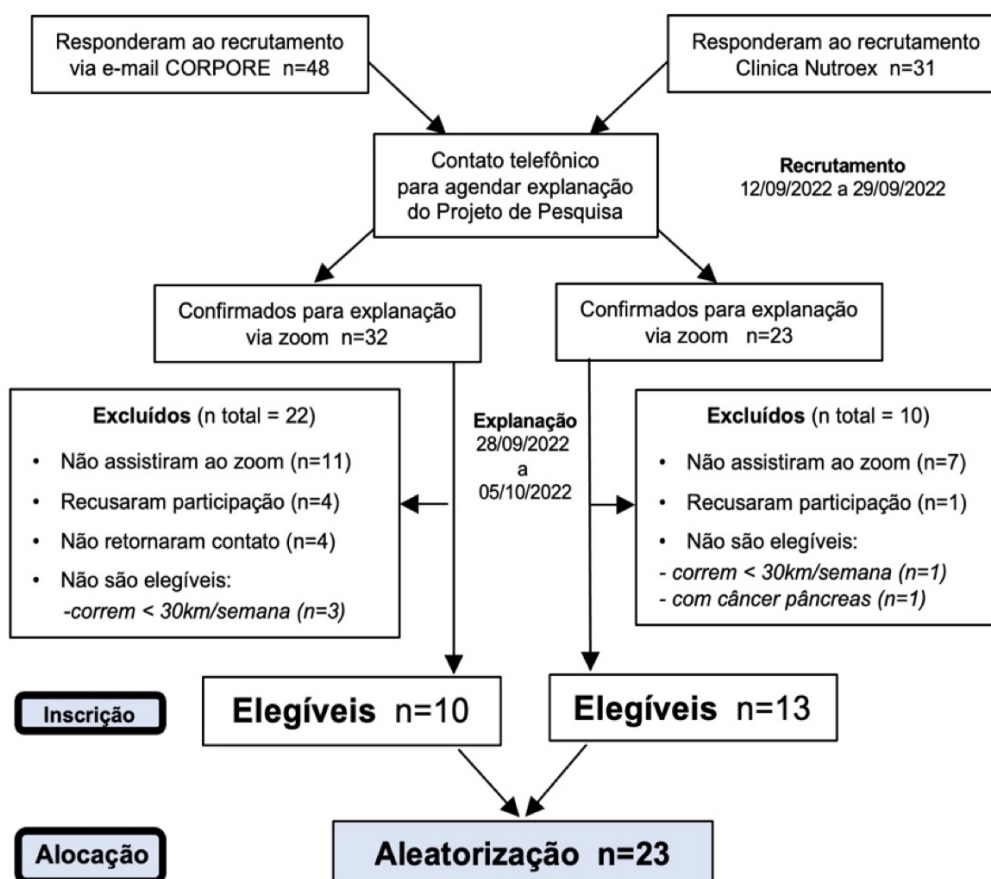 Responderam ao recrutamento
via e-mail CORPORE n=48
Responderam ao recrutamento
Clinica Nutroex n=31
Contato telefônico
para agendar explanação
do Projeto de Pesquisa
Recrutamento
12/09/2022 a 29/09/2022
Confirmados para explanação
via zoom n=32
Confirmados para explanação
via zoom n=23
Excluídos (n total = 22)
• Não assistiram ao zoom (n=11)
• Recusaram participação (n=4)
• Não retornaram contato (n=4)
• Não são elegíveis:
-correm < 30km/semana (n=3)
Explanação
28/09/2022
a
05/10/2022
Excluídos (n total = 10)
• Não assistiram ao zoom (n=7)
• Recusaram participação (n=1)
• Não são elegíveis:
- correm < 30km/semana (n=1)
- com câncer pâncreas (n=1)
Inscrição
Elegíveis n=10
Elegíveis n=13
Alocação
Aleatorização n=23